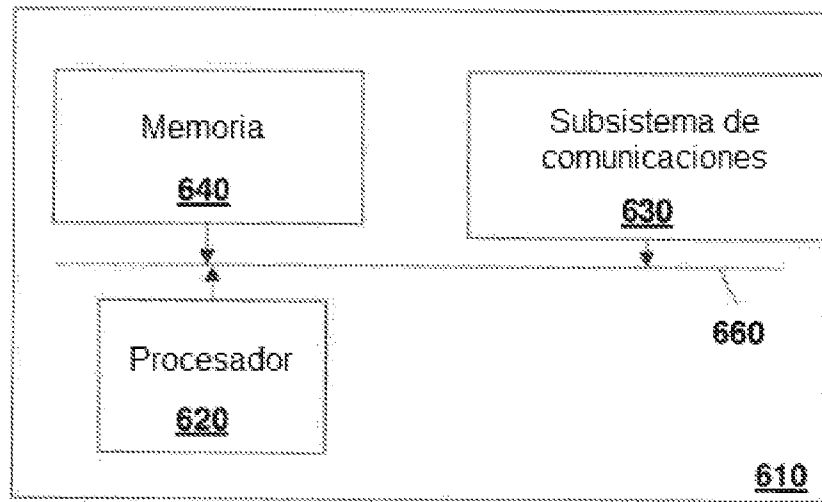 Memoria
640
Subsistema de
comunicaciones
630
660
Procesador
620
610